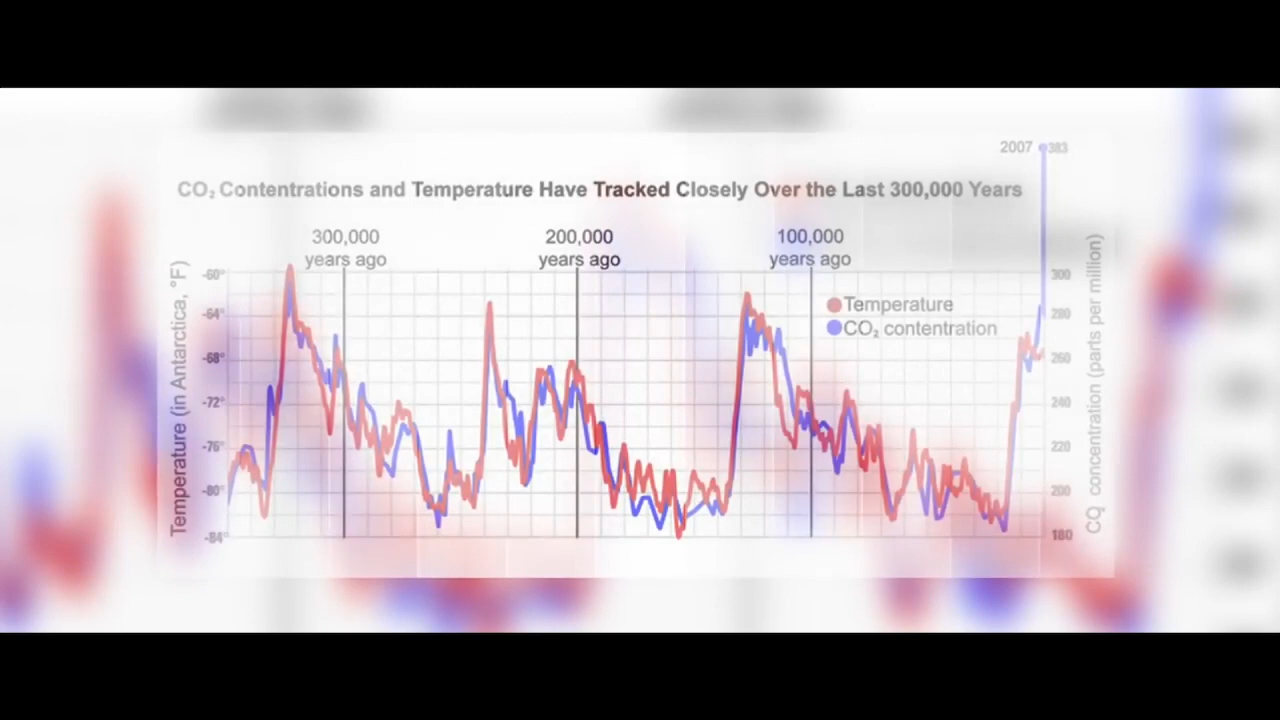 2007 383
CO₂ Contentrations and Temperature Have Tracked Closely Over the Last 300,000 Years
300,000
years ago
200,000
years ago
100,000
years ago
Temperature (in Antarctica, °F)
-60°
-64°
-68°
-72°
-76°
-80°
-84°
Temperature
CO₂ contentration
300
280
260
240
220
200
180
CO₂ concentration (parts per million)